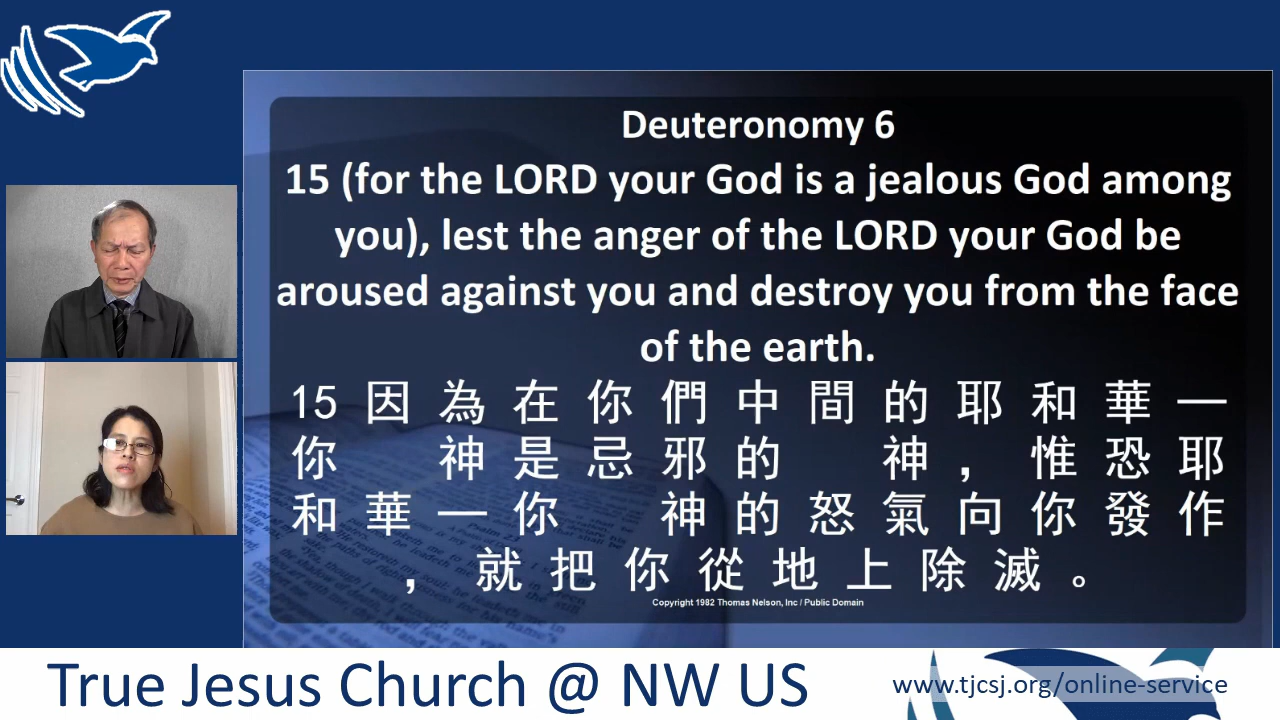 Deuteronomy 6
15 (for the LORD your God is a jealous God among
you), lest the anger of the LORD your God be
aroused against you and destroy you from the face
of the earth.
15 因為在你們中間的耶和華—
你　神是忌邪的　神，惟恐耶
和華—你　神的怒氣向你發作
，就把你從地上除滅。
Copyright 1982 Thomas Nelson, Inc / Public Domain
True Jesus Church @ NW US
www.tjcsj.org/online-service